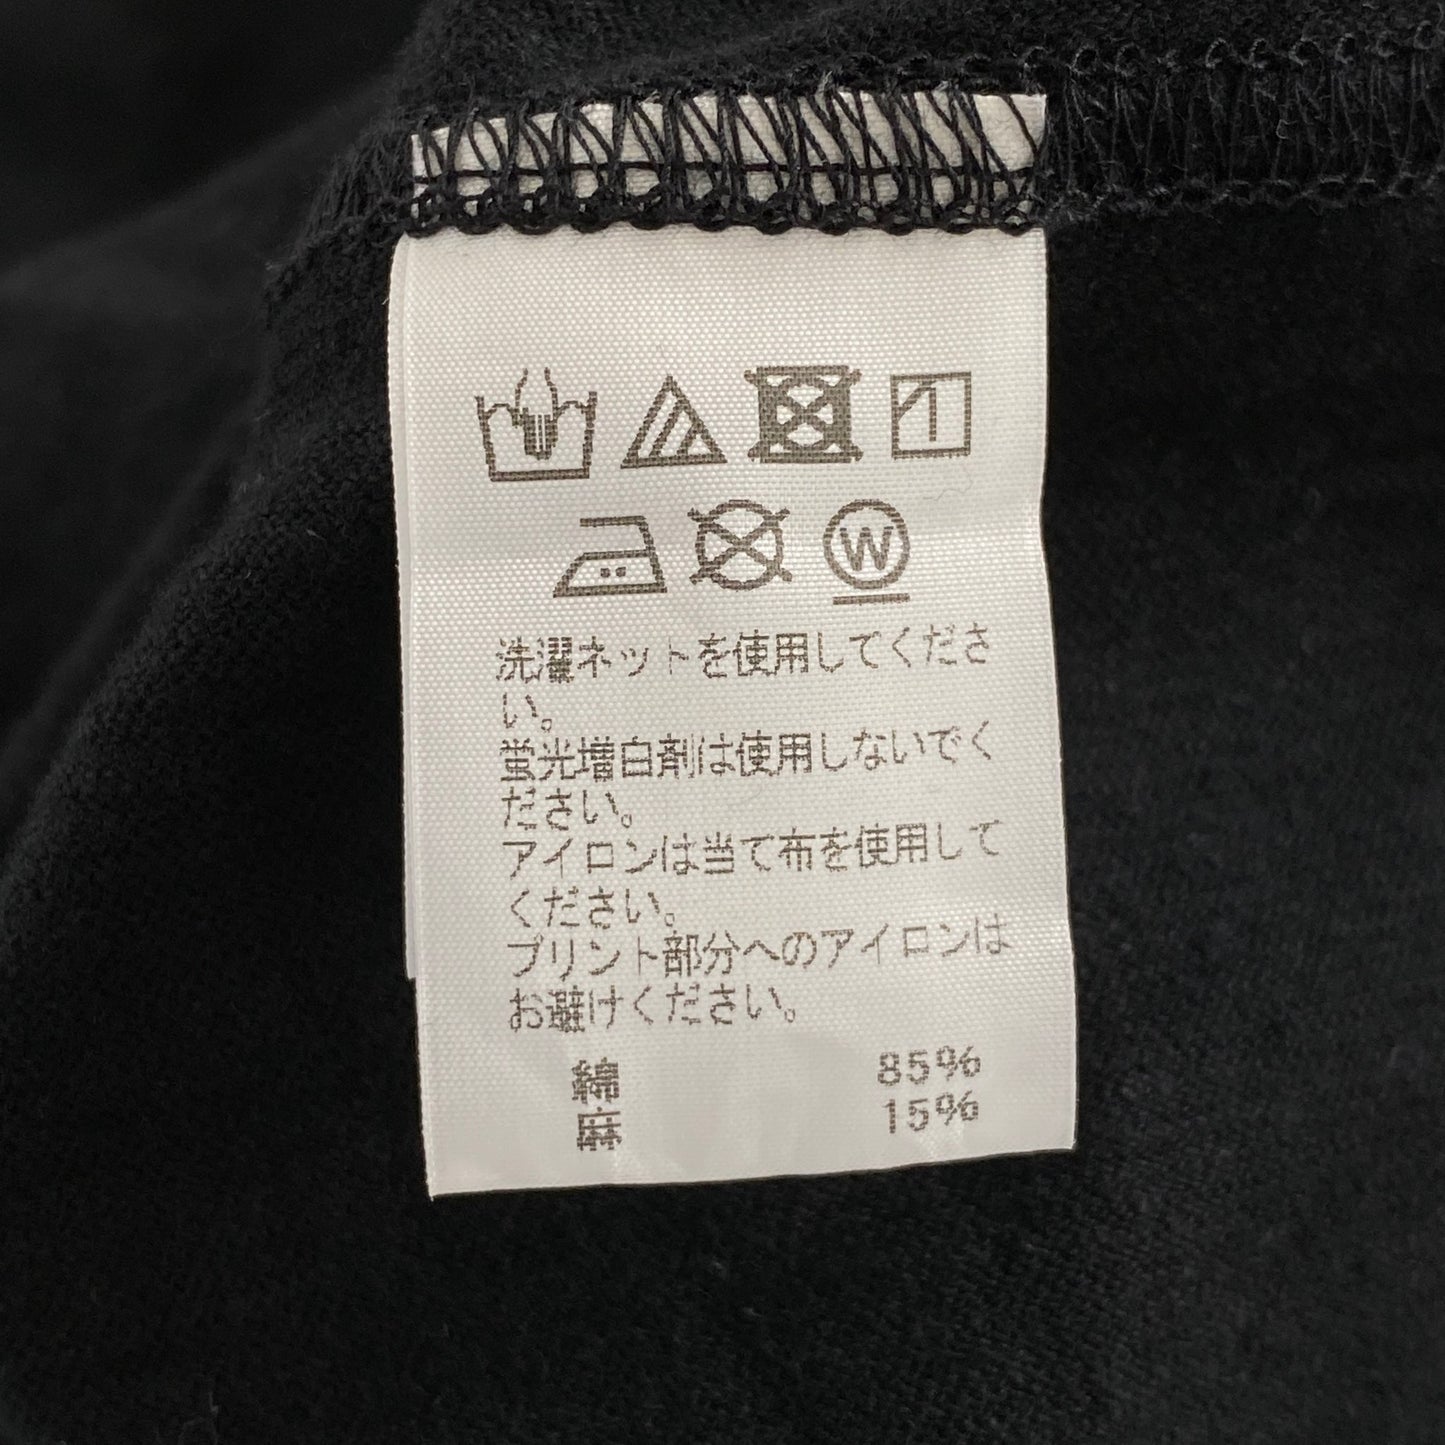 W
洗濯ネットを使用してくださ
い。
蛍光増白剤は使用しないでく
ださい。
アイロンは当て布を使用して
ください。
プリント部分へのアイロンは
お避けください。
綿 85%
麻 15%